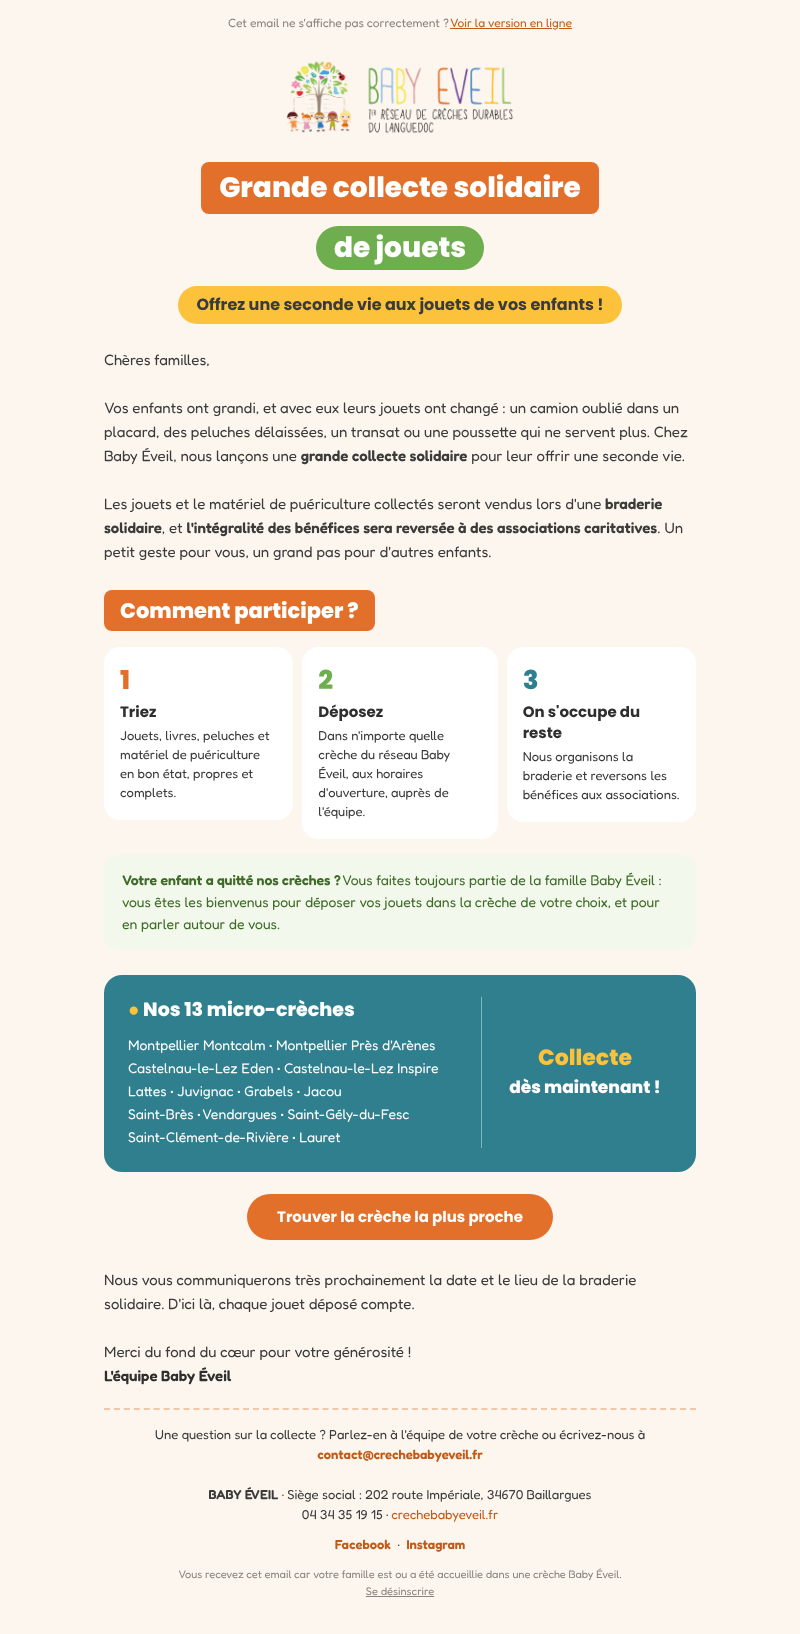 Cet email ne s'affiche pas correctement ? Voir la version en ligne
BABY EVEIL
1er RÉSEAU DE CRÈCHES DURABLES
DU LANGUEDOC
Grande collecte solidaire
de jouets
Offrez une seconde vie aux jouets de vos enfants !
Chères familles,
Vos enfants ont grandi, et avec eux leurs jouets ont changé : un camion oublié dans un
placard, des peluches délaissées, un transat ou une poussette qui ne servent plus. Chez
Baby Éveil, nous lançons une grande collecte solidaire pour leur offrir une seconde vie.
Les jouets et le matériel de puériculture collectés seront vendus lors d'une braderie
solidaire, et l'intégralité des bénéfices sera reversée à des associations caritatives. Un
petit geste pour vous, un grand pas pour d'autres enfants.
Comment participer ?
1
Triez
Jouets, livres, peluches et
matériel de puériculture
en bon état, propres et
complets.
2
Déposez
Dans n'importe quelle
crèche du réseau Baby
Éveil, aux horaires
d'ouverture, auprès de
l'équipe.
3
On s'occupe du
reste
Nous organisons la
braderie et reversons les
bénéfices aux associations.
Votre enfant a quitté nos crèches ? Vous faites toujours partie de la famille Baby Éveil :
vous êtes les bienvenus pour déposer vos jouets dans la crèche de votre choix, et pour
en parler autour de vous.
● Nos 13 micro-crèches
Montpellier Montcalm • Montpellier Près d'Arènes
Castelnau-le-Lez Eden • Castelnau-le-Lez Inspire
Lattes • Juvignac • Grabels • Jacou
Saint-Brès • Vendargues • Saint-Gély-du-Fesc
Saint-Clément-de-Rivière • Lauret
Collecte
dès maintenant !
Trouver la crèche la plus proche
Nous vous communiquerons très prochainement la date et le lieu de la braderie
solidaire. D'ici là, chaque jouet déposé compte.
Merci du fond du cœur pour votre générosité !
L'équipe Baby Éveil
Une question sur la collecte ? Parlez-en à l'équipe de votre crèche ou écrivez-nous à
contact@crechebabyeveil.fr
BABY ÉVEIL · Siège social : 202 route Impériale, 34670 Baillargues
04 34 35 19 15 · crechebabyeveil.fr
Facebook · Instagram
Vous recevez cet email car votre famille est ou a été accueillie dans une crèche Baby Éveil.
Se désinscrire